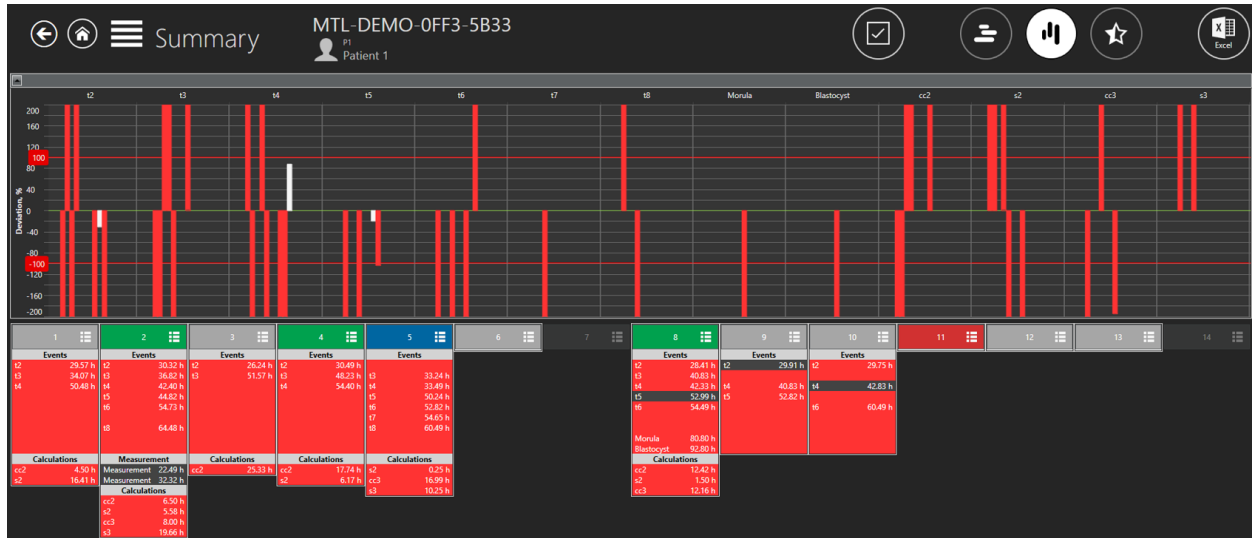 Summary
MTL-DEMO-0FF3-5B33
P1
Patient 1
Excel
t2 t3 t4 t5 t6 t7 t8 Morula Blastocyst cc2 s2 cc3 s3
200
160
120
100
80
40
0
-40
-80
-100
-120
-160
-200
Deviation, %
1 2 3 4 5 6 7 8 9 10 11 12 13 14
Events Events Events Events Events Events Events Events
t2 29.57 h t2 30.32 h t2 26.24 h t2 30.49 h t2 28.41 h t2 29.91 h t2 29.75 h
t3 34.07 h t3 36.82 h t3 51.57 h t3 48.23 h t3 33.24 h t3 40.83 h
t4 50.48 h t4 42.40 h t4 54.40 h t4 33.49 h t4 42.33 h t4 40.83 h t4 42.83 h
t5 44.82 h t5 50.24 h t5 52.99 h t5 52.82 h
t6 54.73 h t6 52.82 h t6 54.49 h t6 60.49 h
t7 54.65 h
t8 64.48 h t8 60.49 h
Morula 80.80 h
Blastocyst 92.80 h
Calculations Measurement Calculations Calculations Calculations Calculations
cc2 4.50 h Measurement 22.49 h cc2 25.33 h cc2 17.74 h s2 0.25 h cc2 12.42 h
s2 16.41 h Measurement 32.32 h s2 6.17 h cc3 16.99 h s2 1.50 h
Calculations s3 10.25 h cc3 12.16 h
cc2 6.50 h
s2 5.58 h
cc3 8.00 h
s3 19.66 h